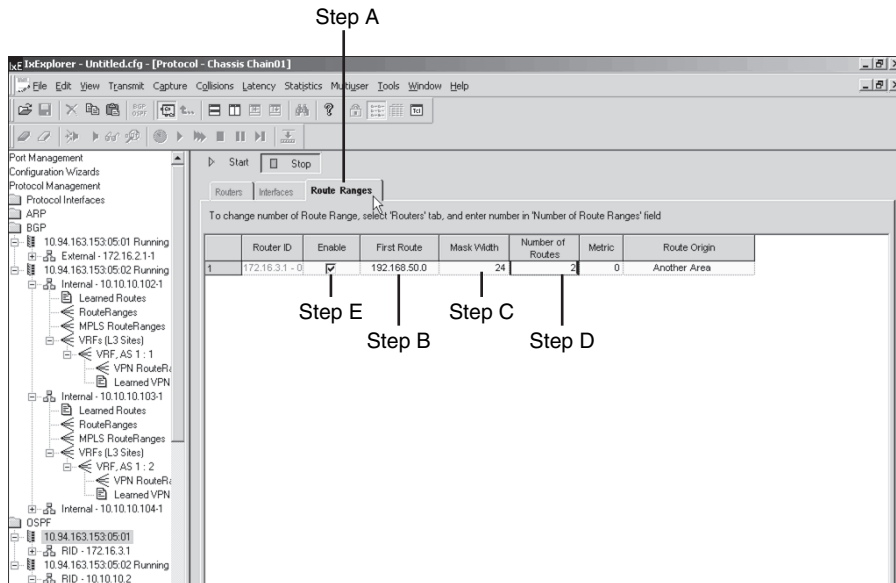 Step A
IxExplorer - Untitled.cfg - [Protocol - Chassis Chain01]
File Edit View Transmit Capture Collisions Latency Statistics Multiuser Tools Window Help
BGP
OSPF
Port Management
Configuration Wizards
Protocol Management
Protocol Interfaces
ARP
BGP
10.94.163.153:05:01 Running
External - 172.16.2.1-1
10.94.163.153:05:02 Running
Internal - 10.10.10.102-1
Learned Routes
RouteRanges
MPLS RouteRanges
VRFs (L3 Sites)
VRF, AS 1 : 1
VPN RouteRa
Learned VPN
Internal - 10.10.10.103-1
Learned Routes
RouteRanges
MPLS RouteRanges
VRFs (L3 Sites)
VRF, AS 1 : 2
VPN RouteRa
Learned VPN
Internal - 10.10.10.104-1
OSPF
10.94.163.153:05:01
RID - 172.16.3.1
10.94.163.153:05:02 Running
RID - 10.10.10.2
Start Stop
Routers Interfaces Route Ranges
To change number of Route Range, select 'Routers' tab, and enter number in 'Number of Route Ranges' field
Router ID Enable First Route Mask Width Number of Routes Metric Route Origin
1 172.16.3.1 - 0 192.168.50.0 24 2 0 Another Area
Step E Step C
Step B Step D